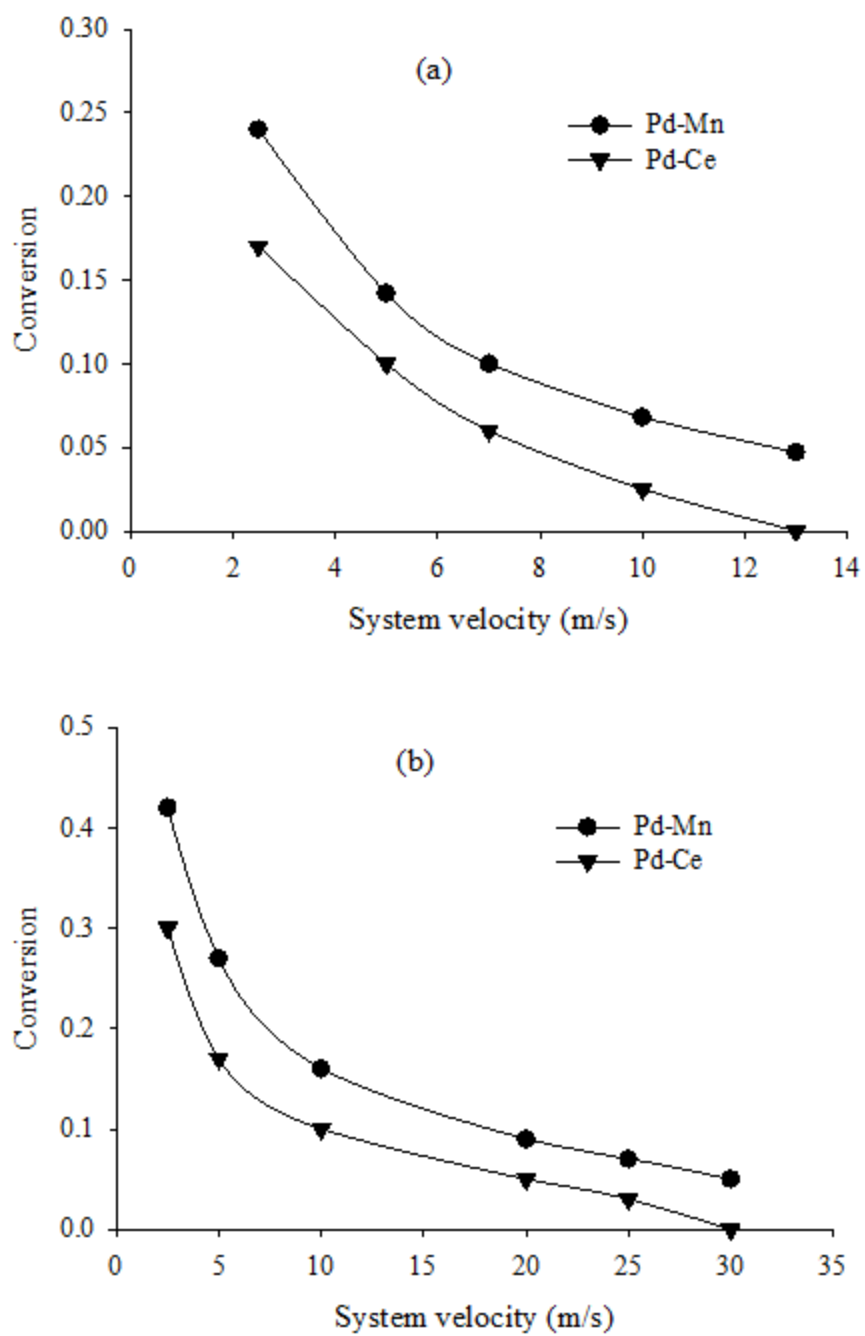 (a)
Pd-Mn
Pd-Ce
Conversion
0.30
0.25
0.20
0.15
0.10
0.05
0.00
0 2 4 6 8 10 12 14
System velocity (m/s)
(b)
Pd-Mn
Pd-Ce
Conversion
0.5
0.4
0.3
0.2
0.1
0.0
0 5 10 15 20 25 30 35
System velocity (m/s)